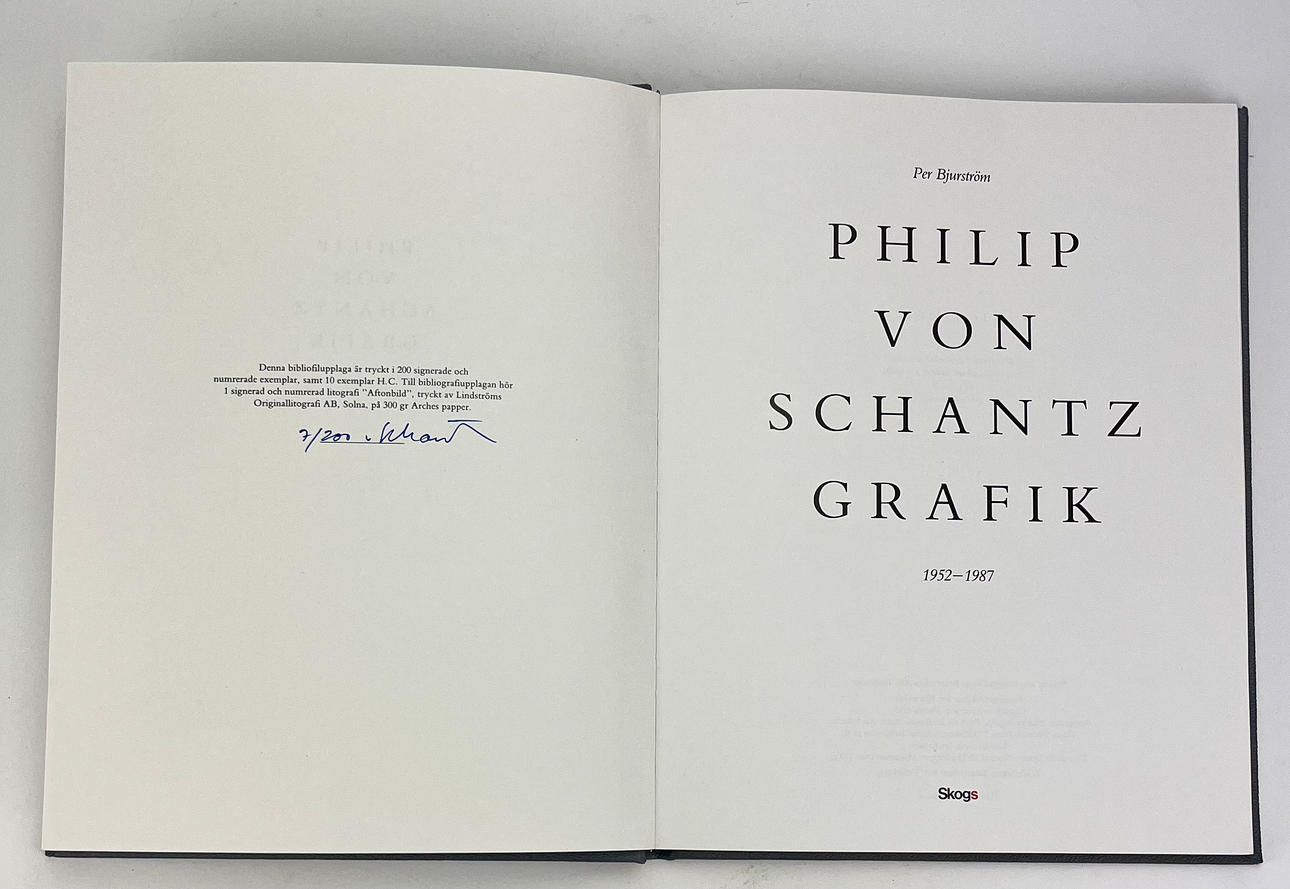 Denna bibliofilupplaga är tryckt i 200 signerade och
numrerade exemplar, samt 10 exemplar H.C. Till bibliografiupplagan hör
1 signerad och numrerad litografi "Aftonbild", tryckt av Lindströms
Originallitografi AB, Solna, på 300 gr Arches papper.
7/200 v Schantz
Per Bjurström
PHILIP
VON
SCHANTZ
GRAFIK
1952–1987
Skogs